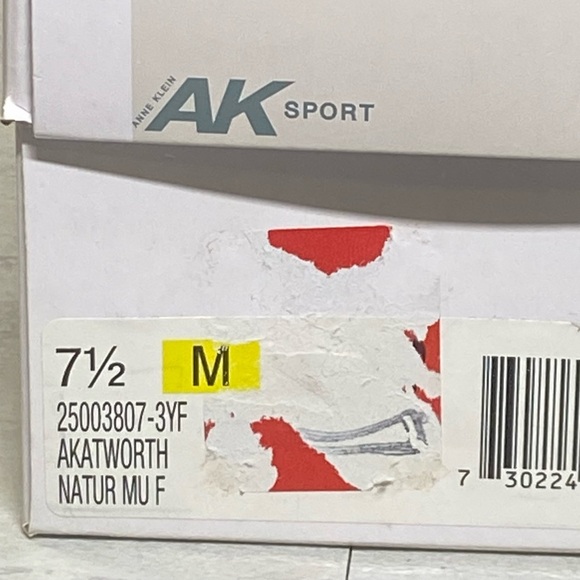 ANNE KLEIN
AK SPORT
7½ M
25003807-3YF
AKATWORTH
NATUR MU F
7 30224